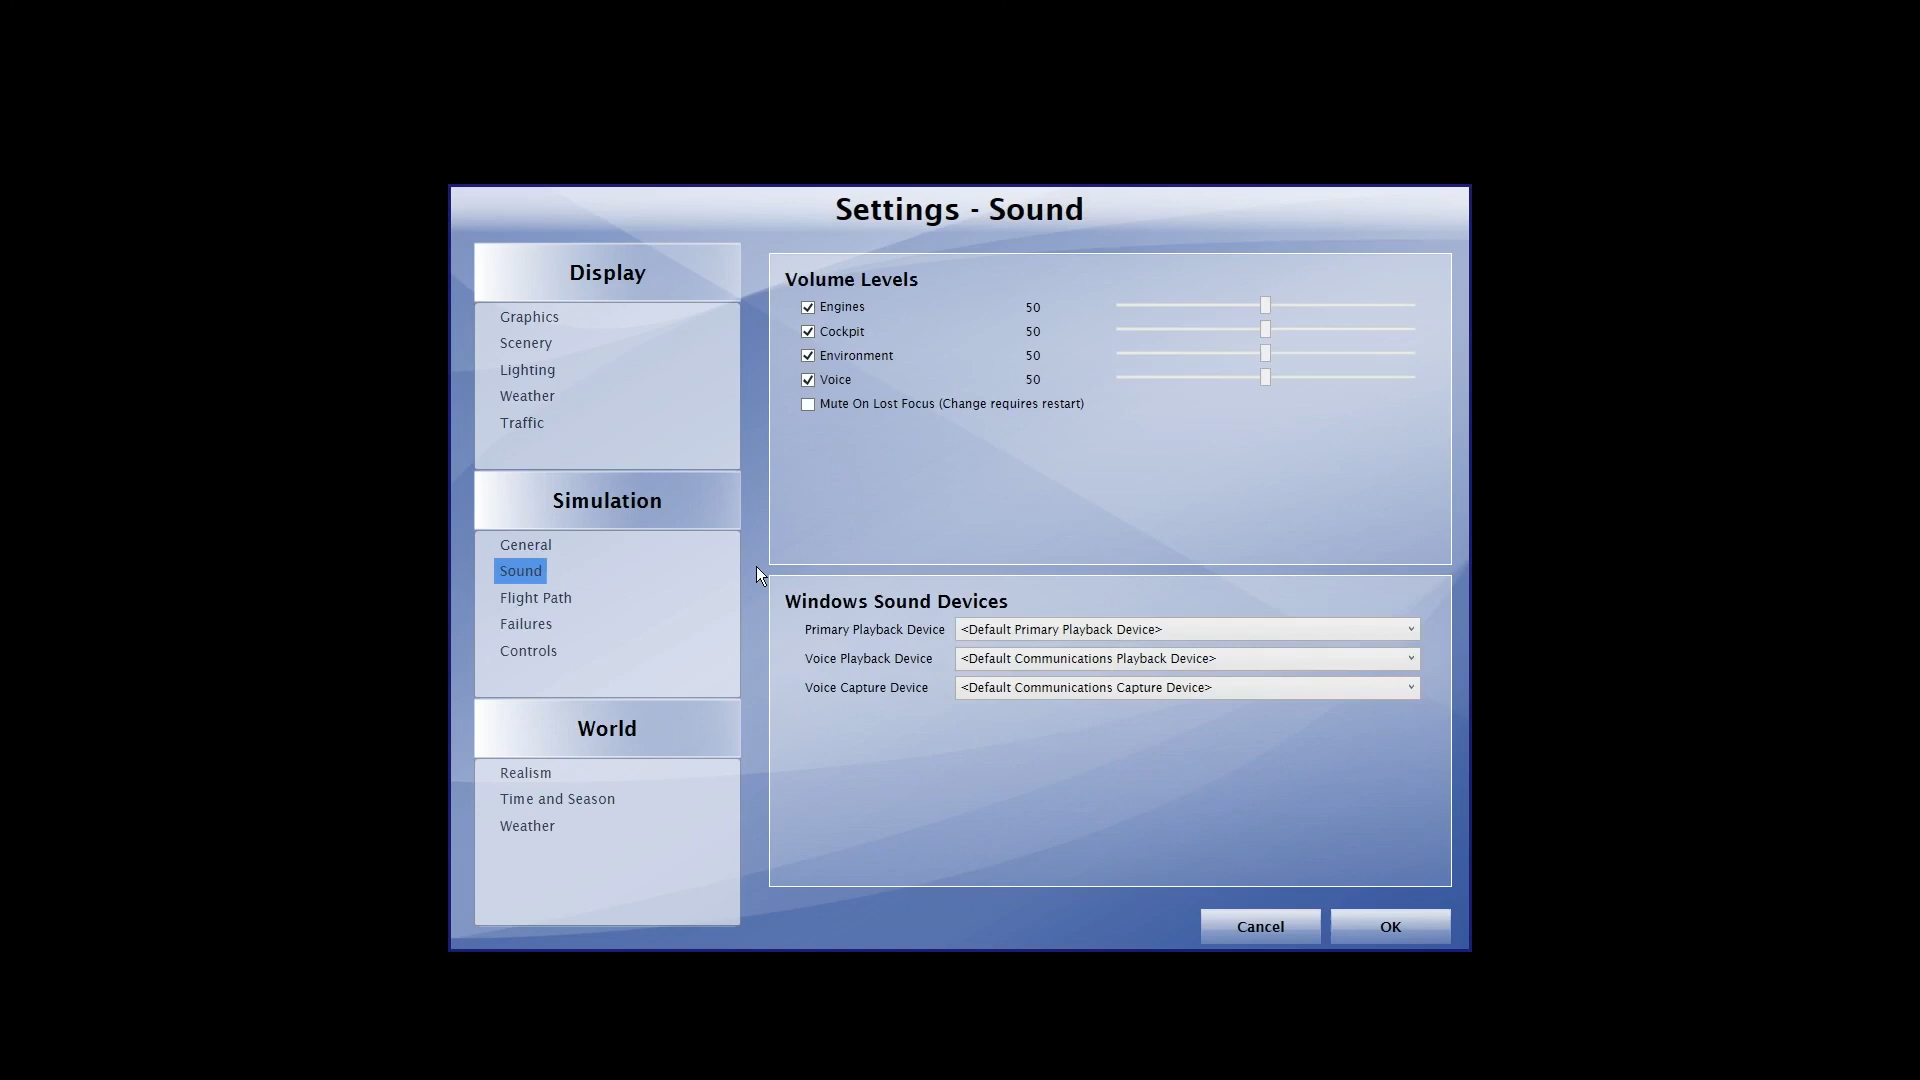 Settings - Sound
Display
Graphics
Scenery
Lighting
Weather
Traffic
Simulation
General
Sound
Flight Path
Failures
Controls
World
Realism
Time and Season
Weather
Volume Levels
Engines 50
Cockpit 50
Environment 50
Voice 50
Mute On Lost Focus (Change requires restart)
Windows Sound Devices
Primary Playback Device <Default Primary Playback Device>
Voice Playback Device <Default Communications Playback Device>
Voice Capture Device <Default Communications Capture Device>
Cancel OK